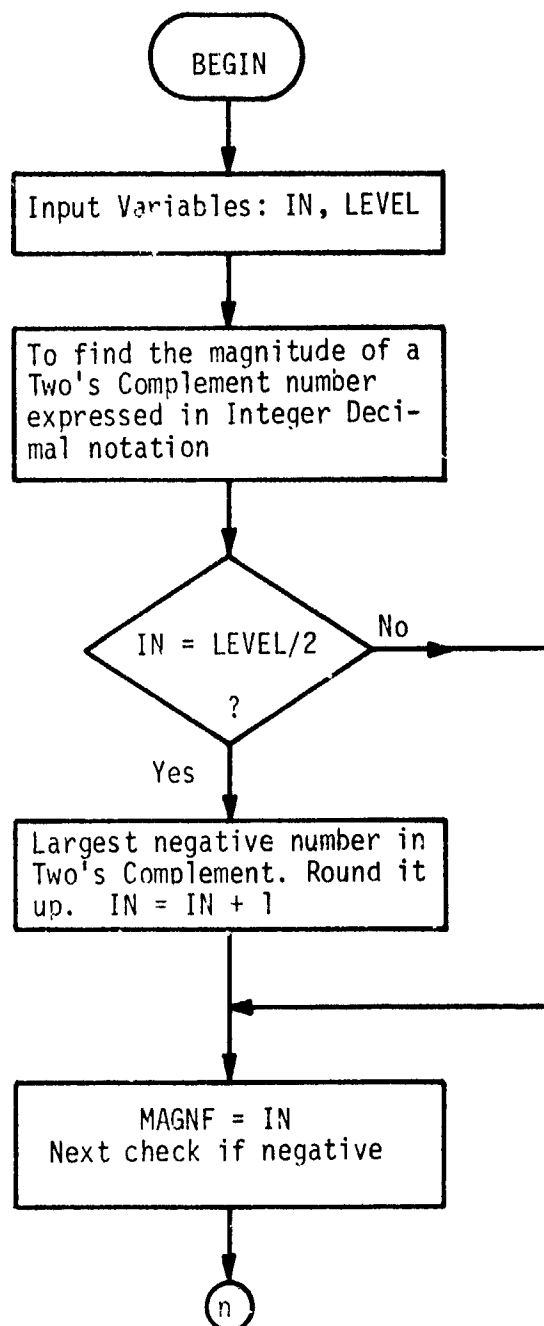 BEGIN
Input Variables: IN, LEVEL
To find the magnitude of a
Two's Complement number
expressed in Integer Deci-
mal notation
IN = LEVEL/2
?
No
Yes
Largest negative number in
Two's Complement. Round it
up. IN = IN + 1
MAGNF = IN
Next check if negative
n